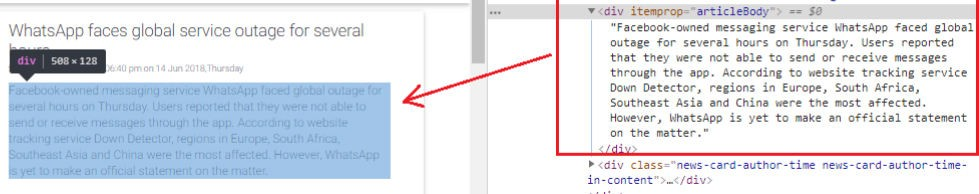 WhatsApp faces global service outage for several
hours
div 508 × 128
06:40 pm on 14 Jun 2018,Thursday
Facebook-owned messaging service WhatsApp faced global outage for
several hours on Thursday. Users reported that they were not able to
send or receive messages through the app. According to website
tracking service Down Detector, regions in Europe, South Africa,
Southeast Asia and China were the most affected. However, WhatsApp
is yet to make an official statement on the matter.
...
▼<div itemprop="articleBody"> == $0
"Facebook-owned messaging service WhatsApp faced global
outage for several hours on Thursday. Users reported
that they were not able to send or receive messages
through the app. According to website tracking service
Down Detector, regions in Europe, South Africa,
Southeast Asia and China were the most affected.
However, WhatsApp is yet to make an official statement
on the matter."
</div>
▶<div class="news-card-author-time news-card-author-time-
in-content">…</div>